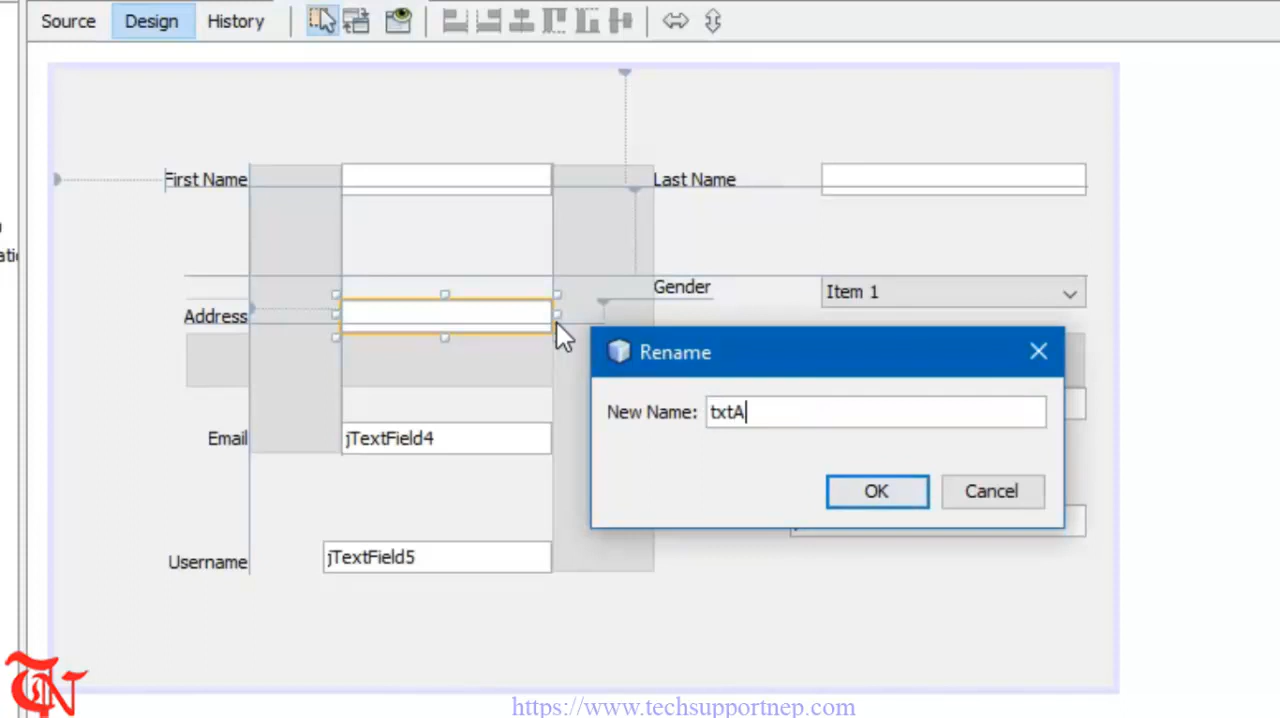 Source Design History
First Name
Last Name
Gender
Item 1
Address
Rename
New Name: txtA
Email jTextField4
OK Cancel
Username jTextField5
TN
https://www.techsupportnep.com